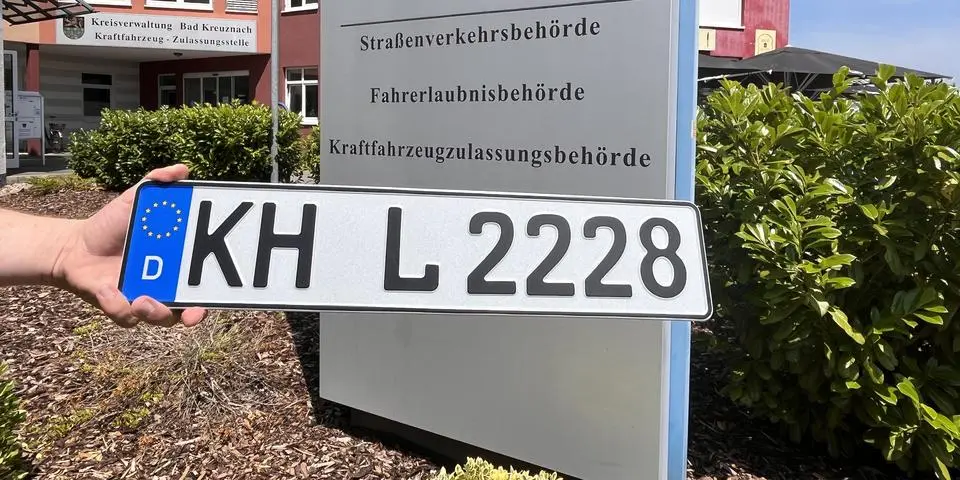 Kreisverwaltung Bad Kreuznach
Kraftfahrzeug - Zulassungsstelle
Straßenverkehrsbehörde
Fahrerlaubnisbehörde
Kraftfahrzeugzulassungsbehörde
D KH L 2228